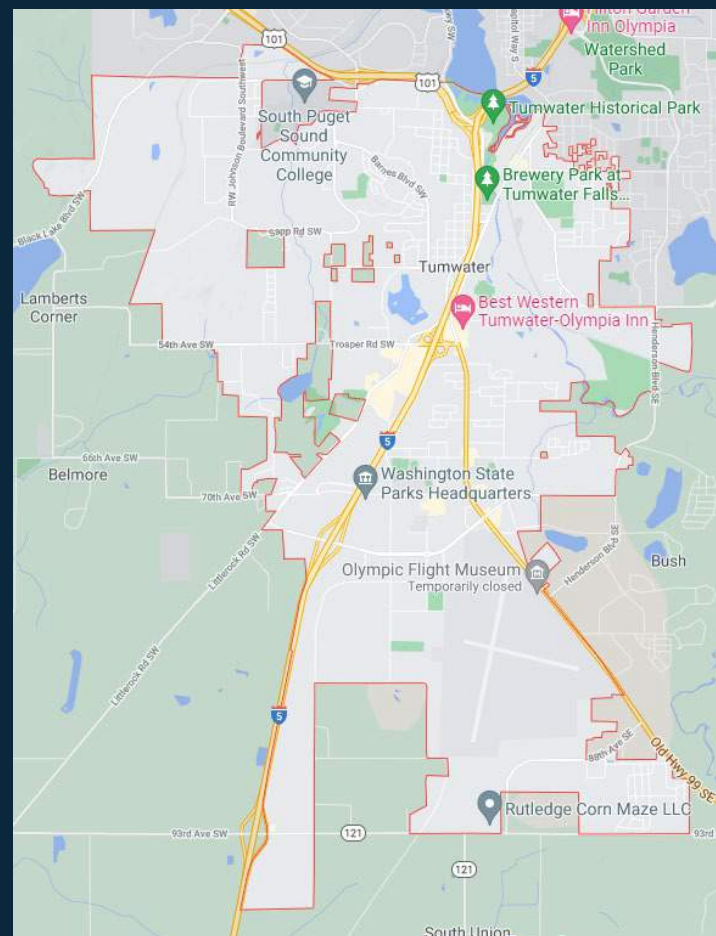 Hilton Garden
Inn Olympia
Watershed
Park
101
5
101
Tumwater Historical Park
South Puget
Sound
Community
College
RW Johnson Boulevard Southwest
Barnes Blvd SW
Brewery Park at
Tumwater Falls...
Black Lake Blvd SW
Sapp Rd SW
Tumwater
Lamberts
Corner
Best Western
Tumwater-Olympia Inn
54th Ave SW
Trosper Rd SW
Henderson Blvd SE
5
66th Ave SW
Belmore
70th Ave SW
Washington State
Parks Headquarters
Littlerock Rd SW
Olympic Flight Museum
Temporarily closed
Henderson Blvd SE
Bush
Littlerock Rd SW
5
88th Ave SE
Old Hwy 99 SE
Rutledge Corn Maze LLC
93rd Ave SW
121
93rd
121
South Union